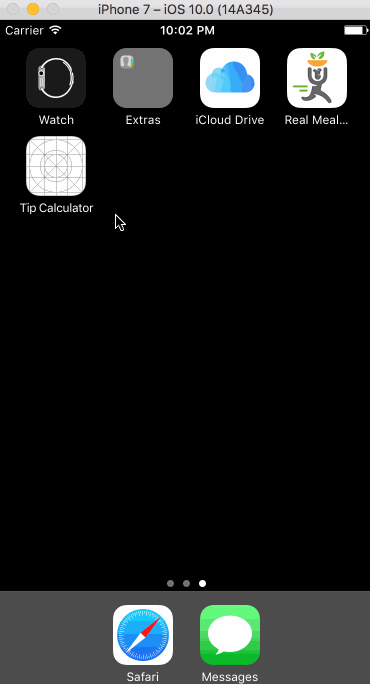 iPhone 7 – iOS 10.0 (14A345)
Carrier 10:02 PM
Watch Extras iCloud Drive Real Meal...
Tip Calculator
Safari Messages